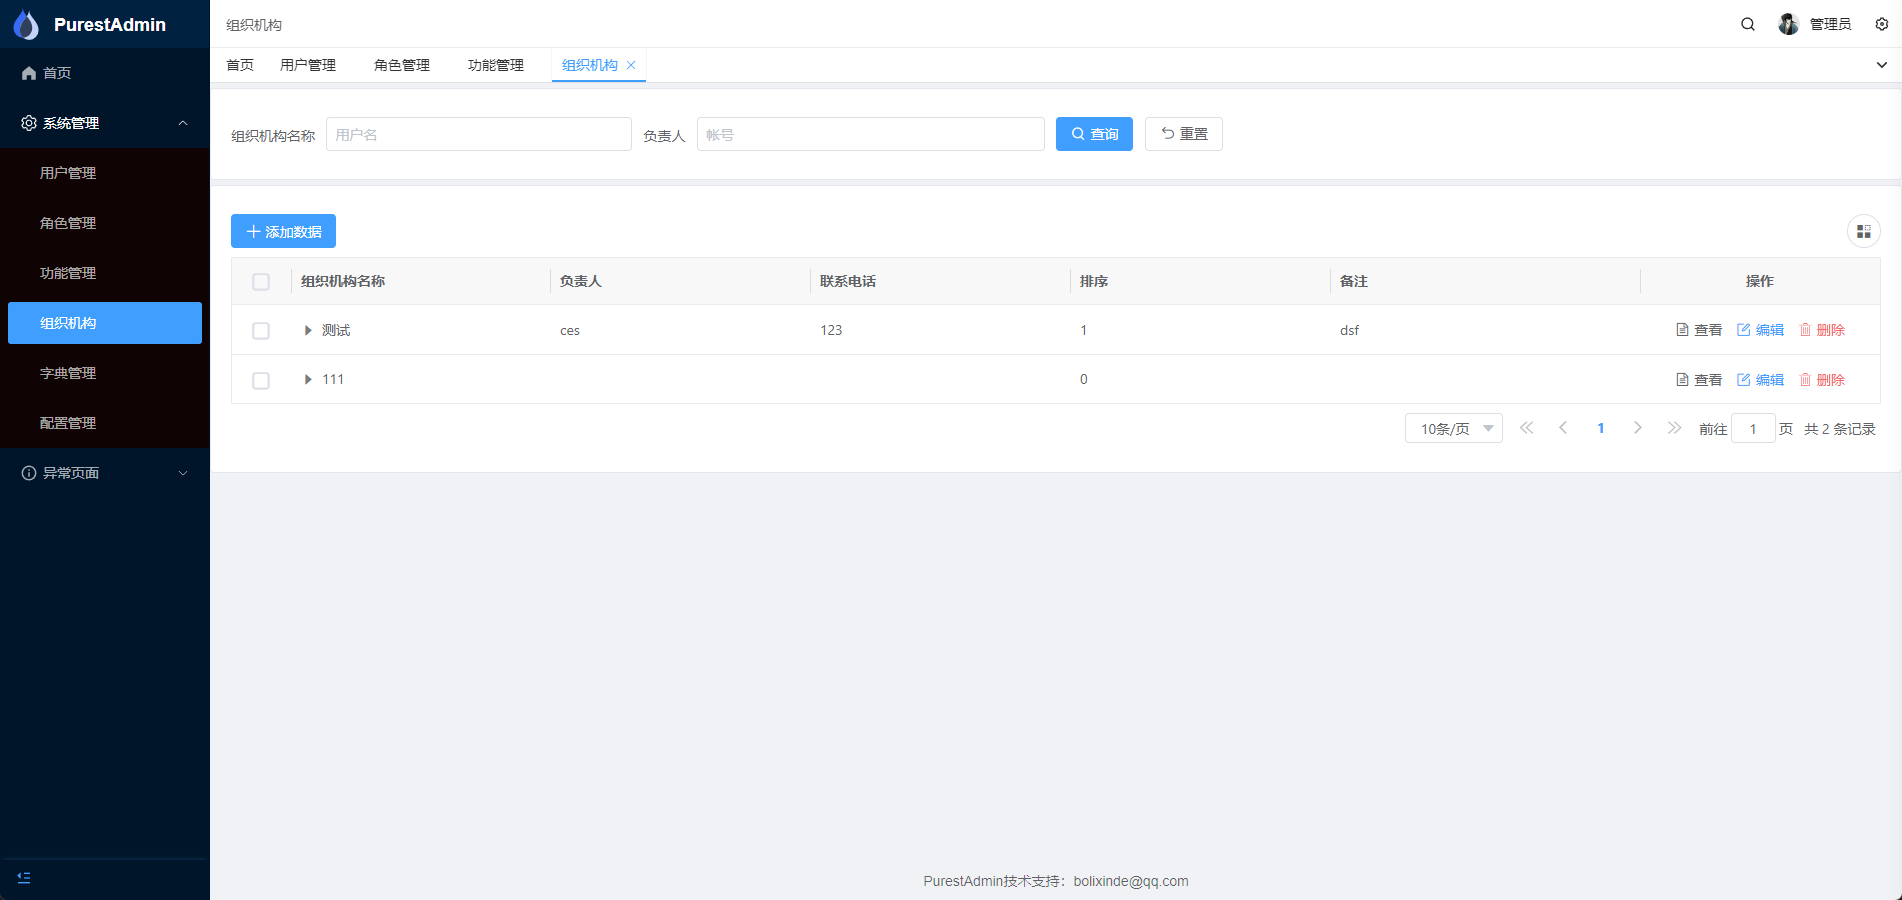 PurestAdmin
首页
系统管理
用户管理
角色管理
功能管理
组织机构
字典管理
配置管理
异常页面
组织机构
管理员
首页 用户管理 角色管理 功能管理 组织机构
组织机构名称 用户名 负责人 帐号 查询 重置
添加数据
组织机构名称 负责人 联系电话 排序 备注 操作
测试 ces 123 1 dsf 查看 编辑 删除
111 0 查看 编辑 删除
10条/页 1 前往 1 页 共 2 条记录
PurestAdmin技术支持：bolixinde@qq.com